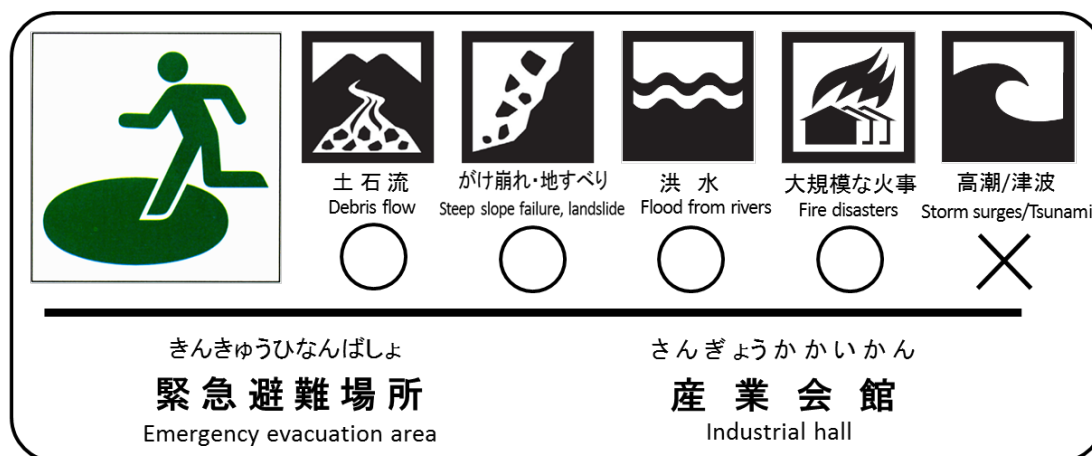 土石流
Debris flow
がけ崩れ・地すべり
Steep slope failure, landslide
洪水
Flood from rivers
大規模な火事
Fire disasters
高潮/津波
Storm surges/Tsunami
きんきゅうひなんばしょ
緊急避難場所
Emergency evacuation area
さんぎょうかかいかん
産業会館
Industrial hall